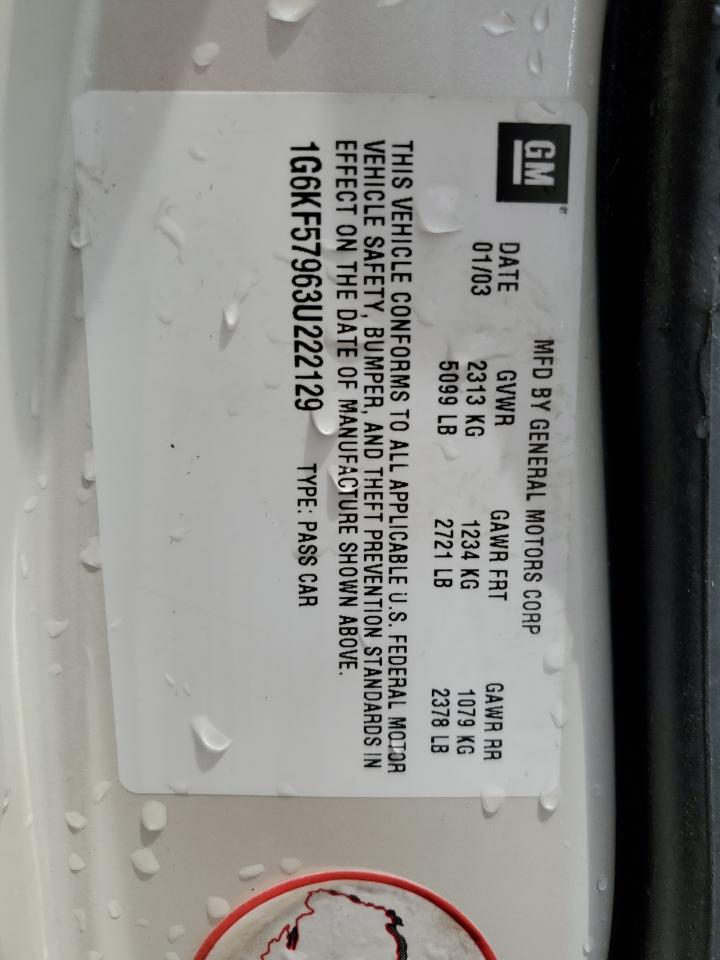 GM®
MFD BY GENERAL MOTORS CORP
DATE GVWR GAWR FRT GAWR RR
01/03 2313 KG 1234 KG 1079 KG
5099 LB 2721 LB 2378 LB
THIS VEHICLE CONFORMS TO ALL APPLICABLE U.S. FEDERAL MOTOR
VEHICLE SAFETY, BUMPER, AND THEFT PREVENTION STANDARDS IN
EFFECT ON THE DATE OF MANUFACTURE SHOWN ABOVE.
1G6KF57963U222129 TYPE: PASS CAR